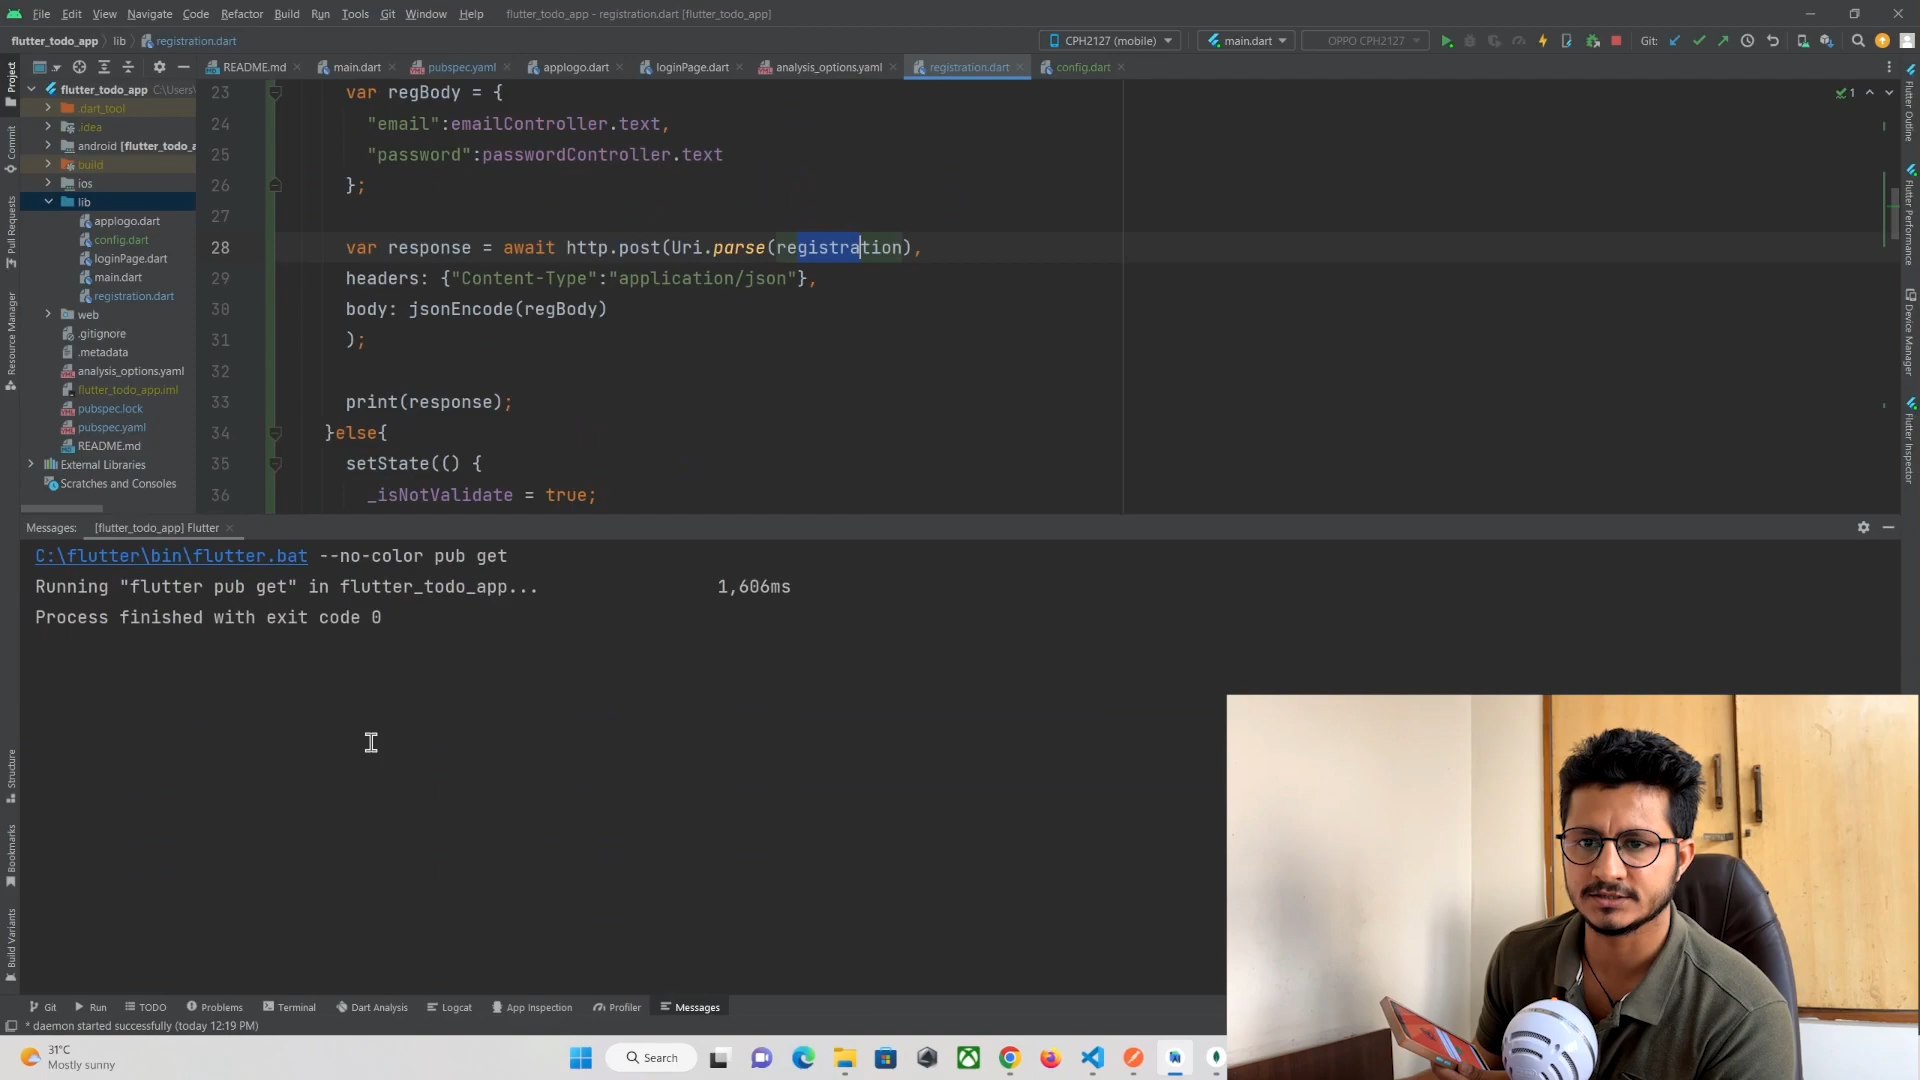 File Edit View Navigate Code Refactor Build Run Tools Git Window Help flutter_todo_app - registration.dart [flutter_todo_app]
flutter_todo_app lib registration.dart CPH2127 (mobile) main.dart OPPO CPH2127 Git:
README.md main.dart pubspec.yaml applogo.dart loginPage.dart analysis_options.yaml registration.dart config.dart
Project
Commit
Pull Requests
Resource Manager
Structure
Bookmarks
Build Variants
flutter_todo_app C:\Users\
.dart_tool
.idea
android [flutter_todo_a
build
ios
lib
applogo.dart
config.dart
loginPage.dart
main.dart
registration.dart
web
.gitignore
.metadata
analysis_options.yaml
flutter_todo_app.iml
pubspec.lock
pubspec.yaml
README.md
External Libraries
Scratches and Consoles
23 var regBody = {
24 "email":emailController.text,
25 "password":passwordController.text
26 };
27
28 var response = await http.post(Uri.parse(registration),
29 headers: {"Content-Type":"application/json"},
30 body: jsonEncode(regBody)
31 );
32
33 print(response);
34 }else{
35 setState(() {
36 _isNotValidate = true;
1
Flutter Outline
Flutter Performance
Device Manager
Flutter Inspector
Messages: [flutter_todo_app] Flutter
C:\flutter\bin\flutter.bat --no-color pub get
Running "flutter pub get" in flutter_todo_app... 1,606ms
Process finished with exit code 0
Git Run TODO Problems Terminal Dart Analysis Logcat App Inspection Profiler Messages
* daemon started successfully (today 12:19 PM)
31°C
Mostly sunny
Search